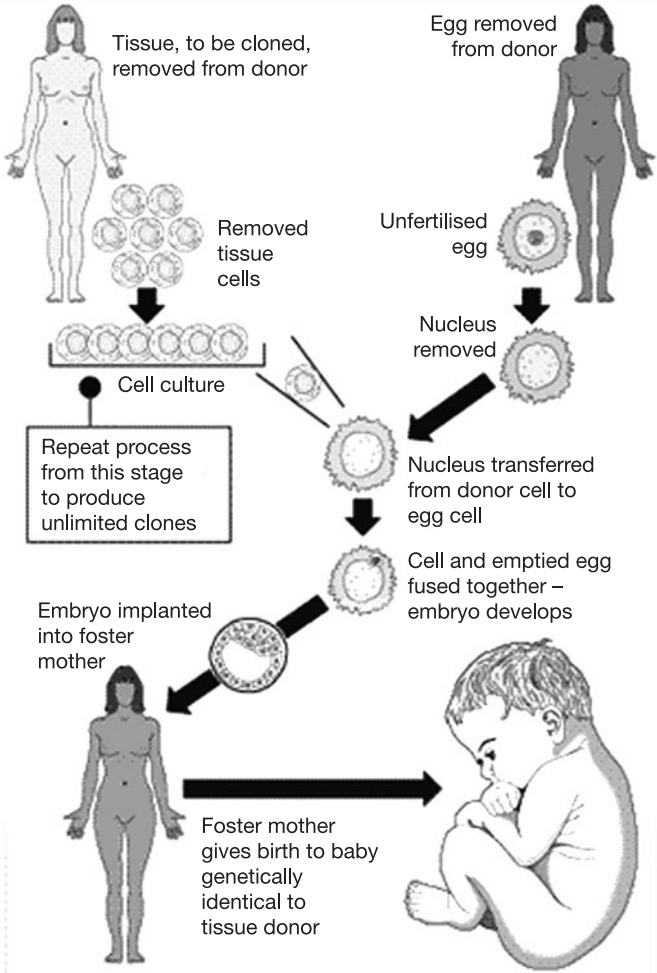 Tissue, to be cloned,
removed from donor
Egg removed
from donor
Removed
tissue
cells
Unfertilised
egg
Nucleus
removed
Cell culture
Repeat process
from this stage
to produce
unlimited clones
Nucleus transferred
from donor cell to
egg cell
Cell and emptied egg
fused together –
embryo develops
Embryo implanted
into foster
mother
Foster mother
gives birth to baby
genetically
identical to
tissue donor